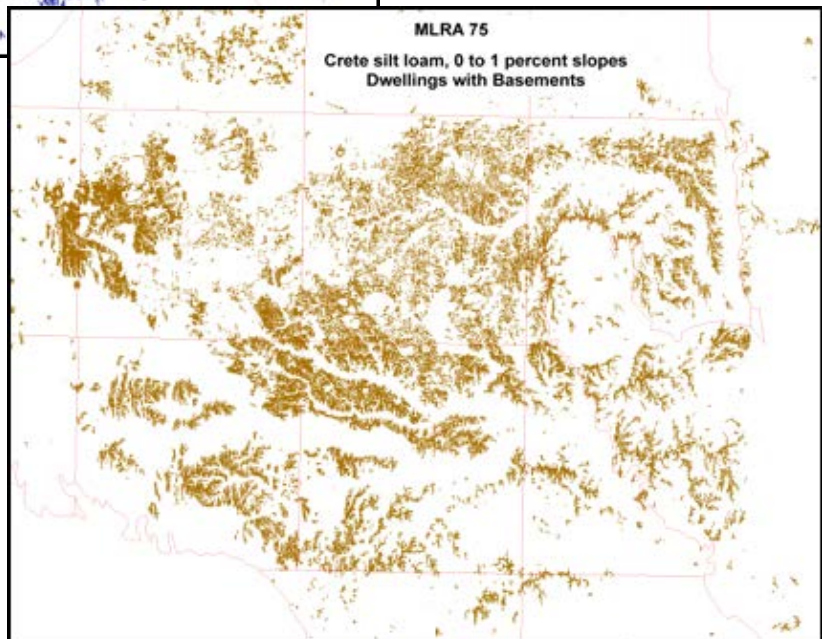 MLRA 75
Crete silt loam, 0 to 1 percent slopes
Dwellings with Basements